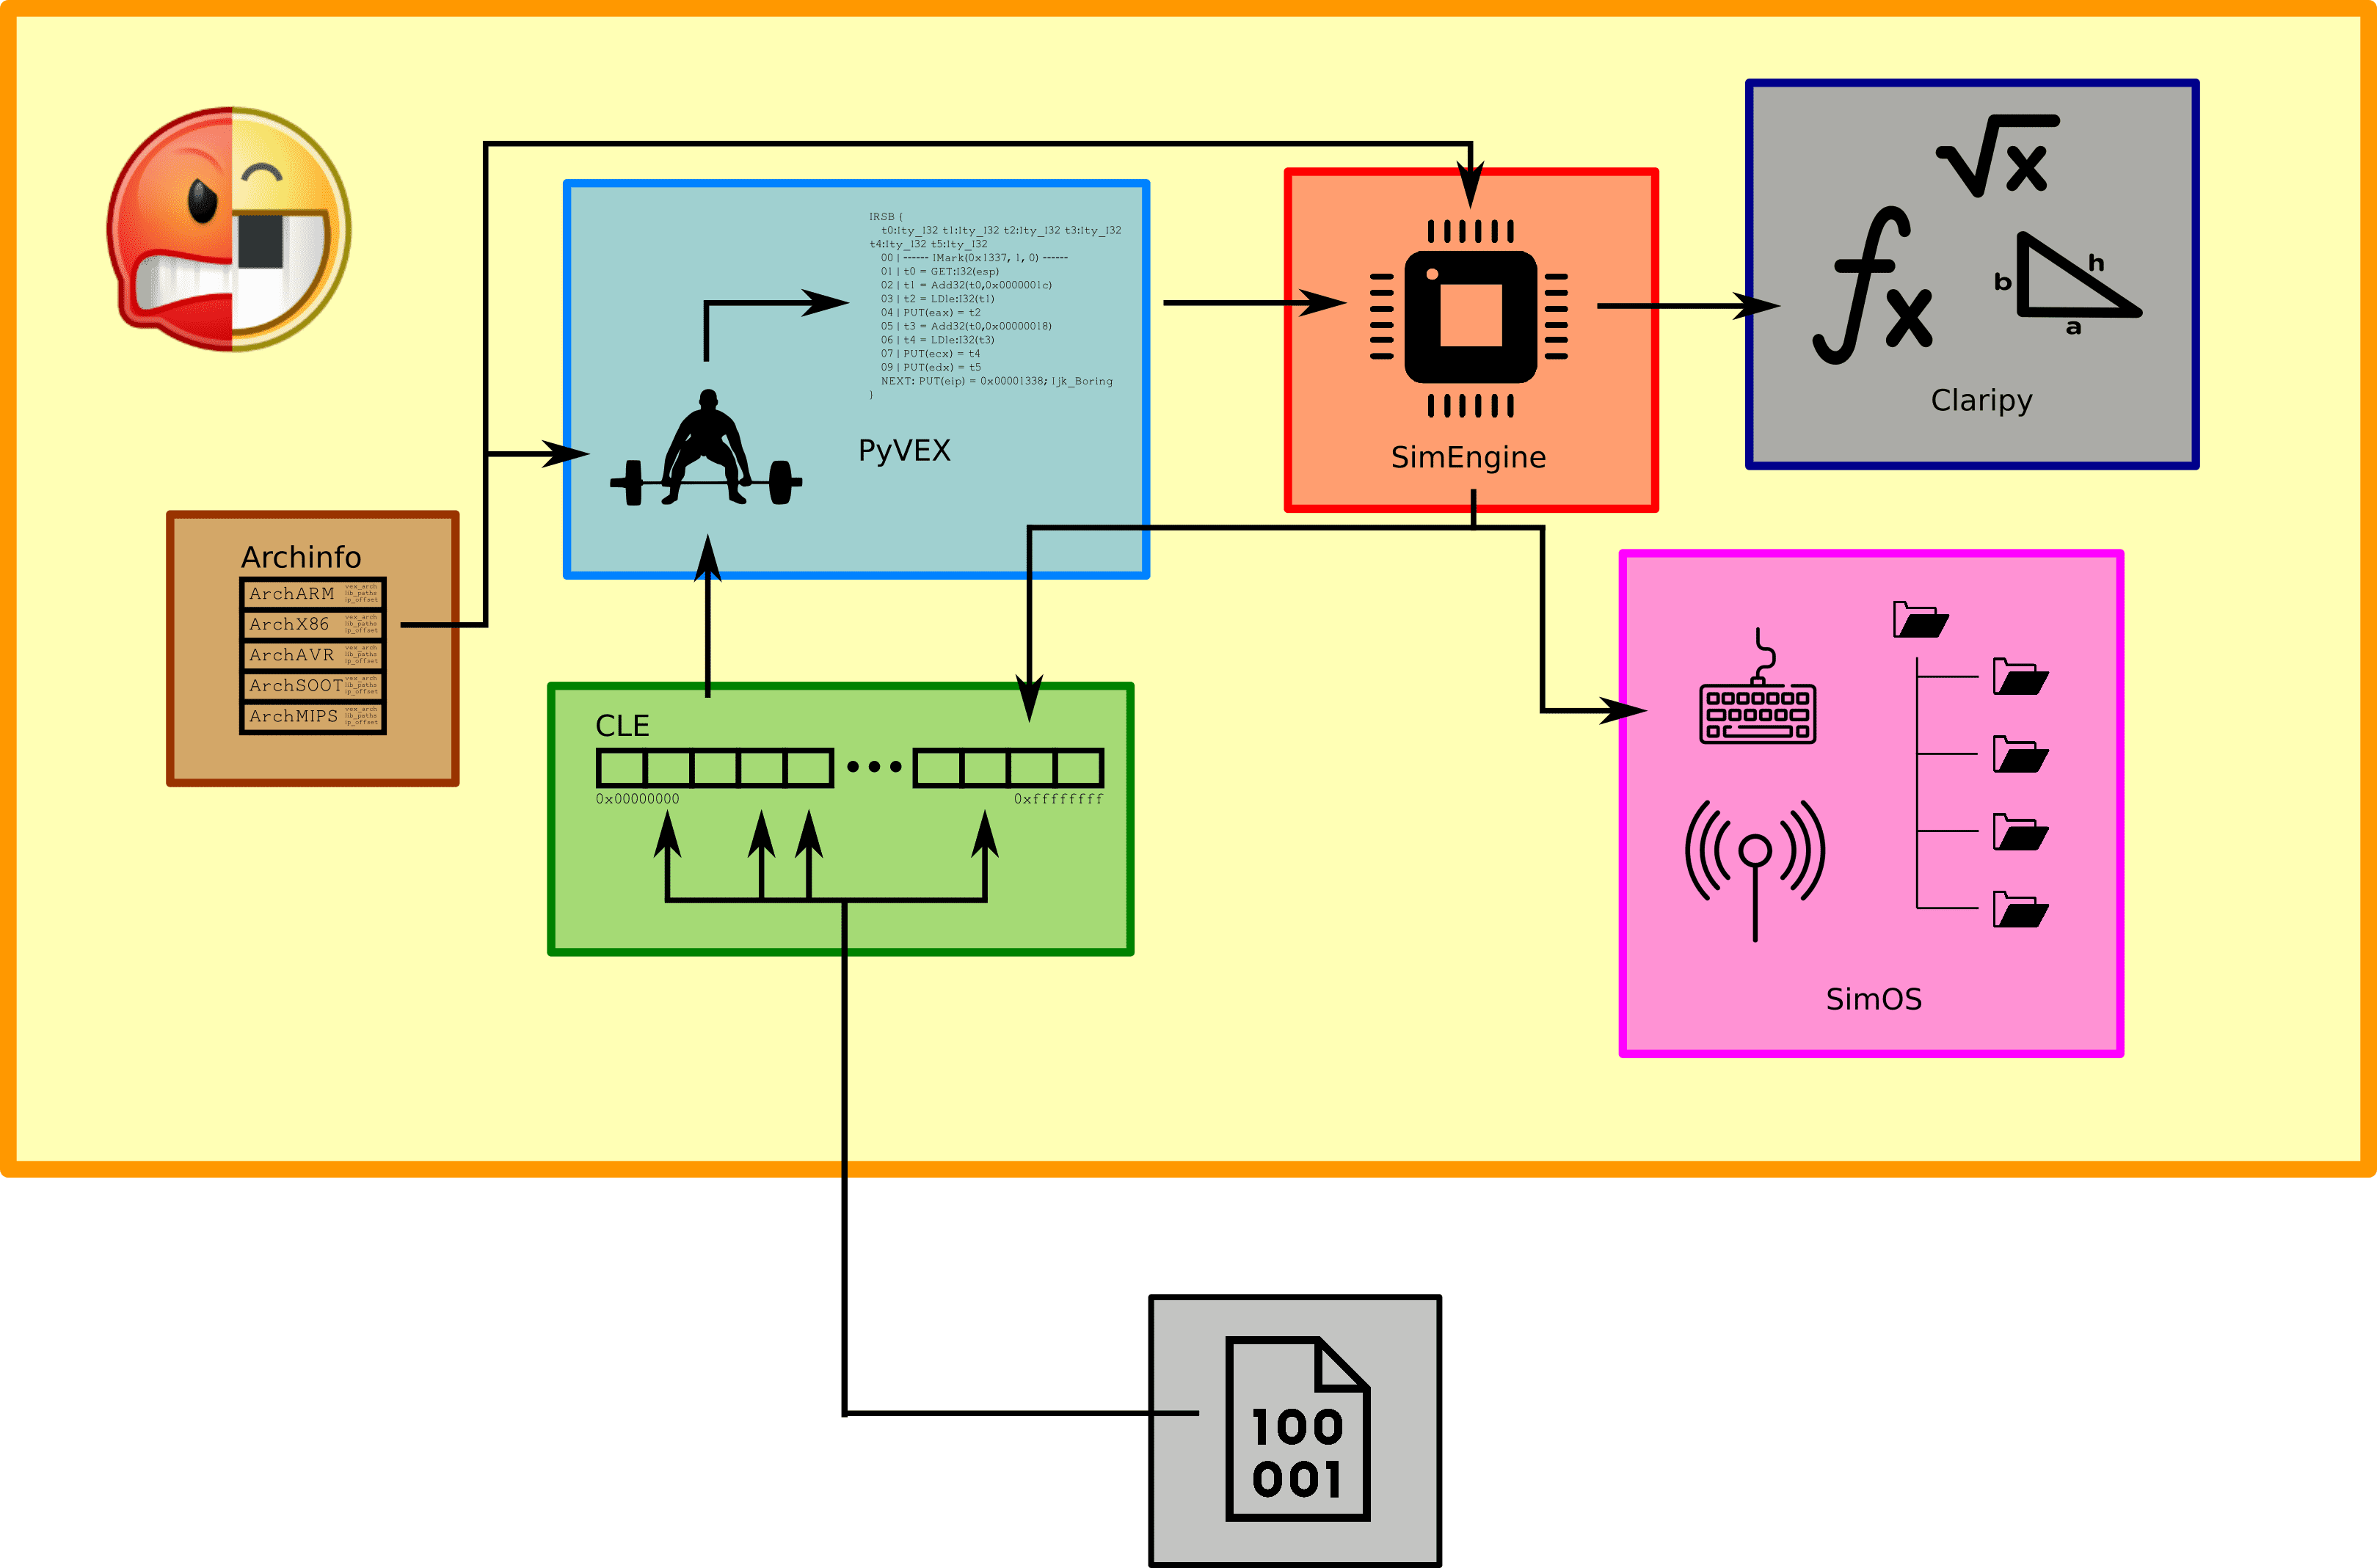 IRSB {
t0:Ity_I32 t1:Ity_I32 t2:Ity_I32 t3:Ity_I32
t4:Ity_I32 t5:Ity_I32
00 | ------ IMark(0x1337, 1, 0) ------
01 | t0 = GET:I32(esp)
02 | t1 = Add32(t0,0x0000001c)
03 | t2 = LDle:I32(t1)
04 | PUT(eax) = t2
05 | t3 = Add32(t0,0x00000018)
06 | t4 = LDle:I32(t3)
07 | PUT(ecx) = t4
09 | PUT(edx) = t5
NEXT: PUT(eip) = 0x00001338; Ijk_Boring
}
PyVEX
SimEngine
√x
fx
b
h
a
Claripy
Archinfo
ArchARM
vex_arch
lib_paths
ip_offset
ArchX86
vex_arch
lib_paths
ip_offset
ArchAVR
vex_arch
lib_paths
ip_offset
ArchSOOT
vex_arch
lib_paths
ip_offset
ArchMIPS
vex_arch
lib_paths
ip_offset
CLE
0x00000000
0xffffffff
SimOS
100
001